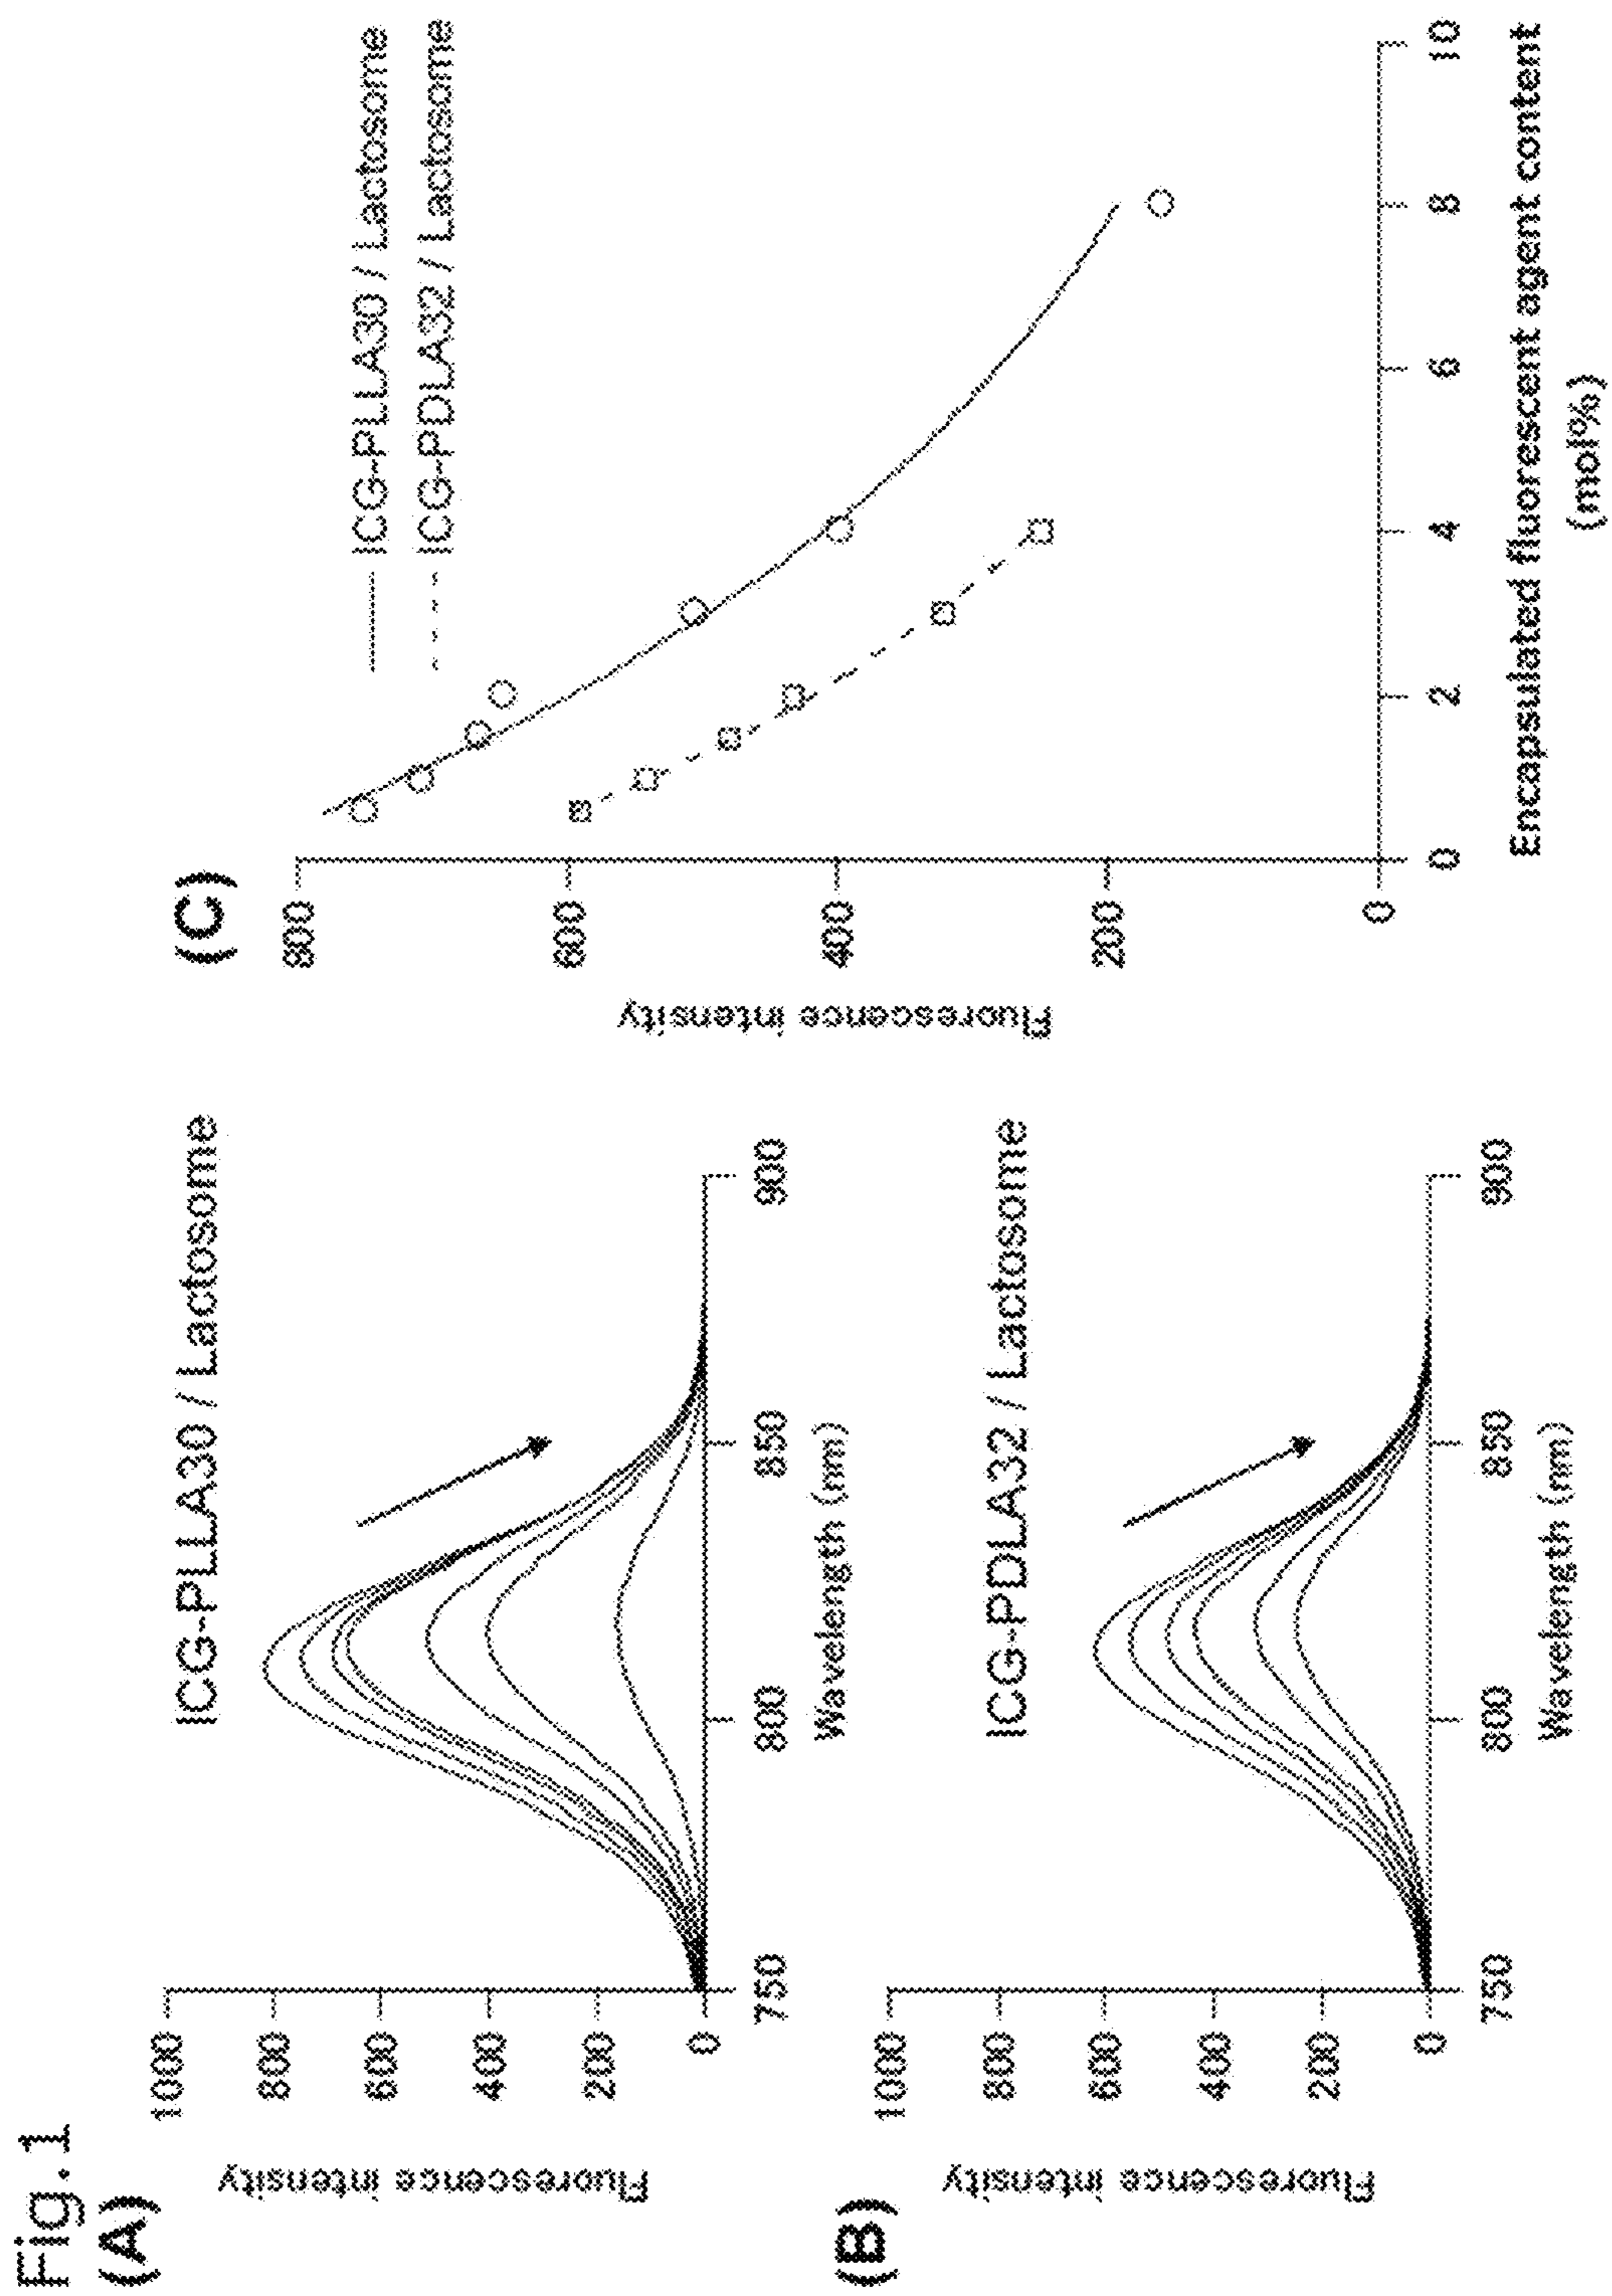 Fig.1
(A)
ICG-PLLA30 / Lactosome
Fluorescence intensity
1000
800
600
400
200
0
750
800
850
900
Wavelength (nm)
(B)
ICG-PDLA32 / Lactosome
Fluorescence intensity
1000
800
600
400
200
0
750
800
850
900
Wavelength (nm)
(C)
ICG-PLLA30 / Lactosome
ICG-PDLA32 / Lactosome
Fluorescence intensity
800
600
400
200
0
0
2
4
6
8
10
Encapsulated fluorescent agent content
(mol%)